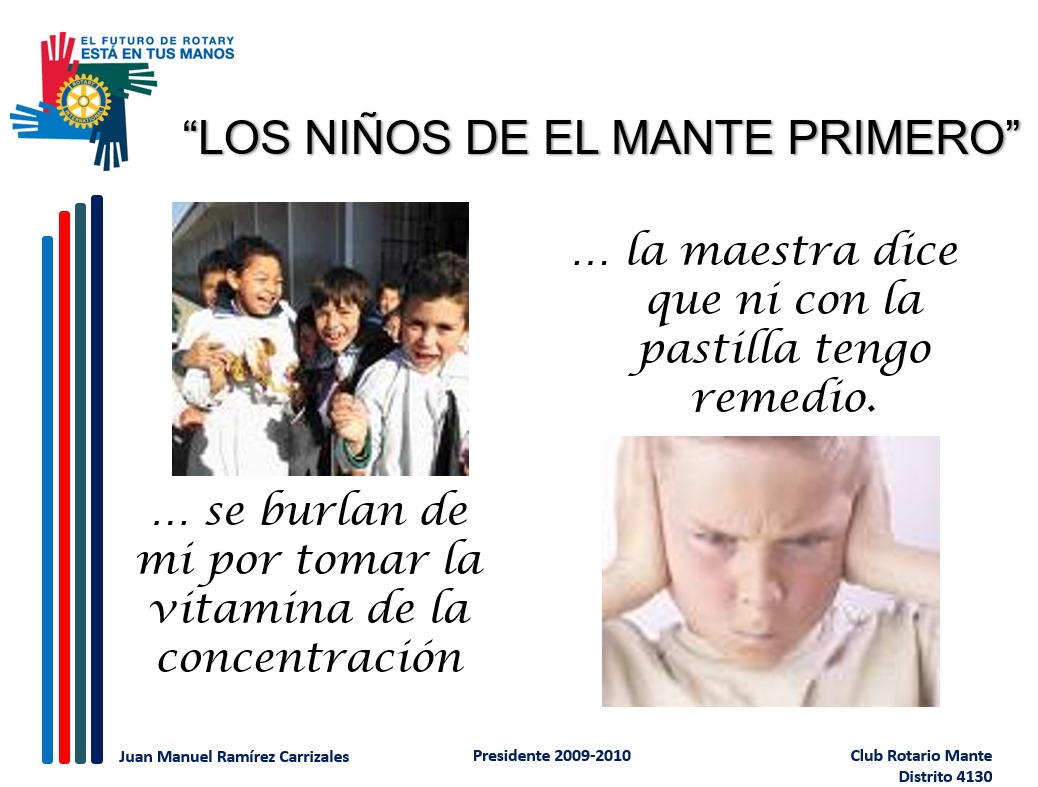 EL FUTURO DE ROTARY
ESTÁ EN TUS MANOS
ROTARY
INTERNATIONAL
“LOS NIÑOS DE EL MANTE PRIMERO”
… la maestra dice
que ni con la
pastilla tengo
remedio.
… se burlan de
mi por tomar la
vitamina de la
concentración
Juan Manuel Ramírez Carrizales
Presidente 2009-2010
Club Rotario Mante
Distrito 4130